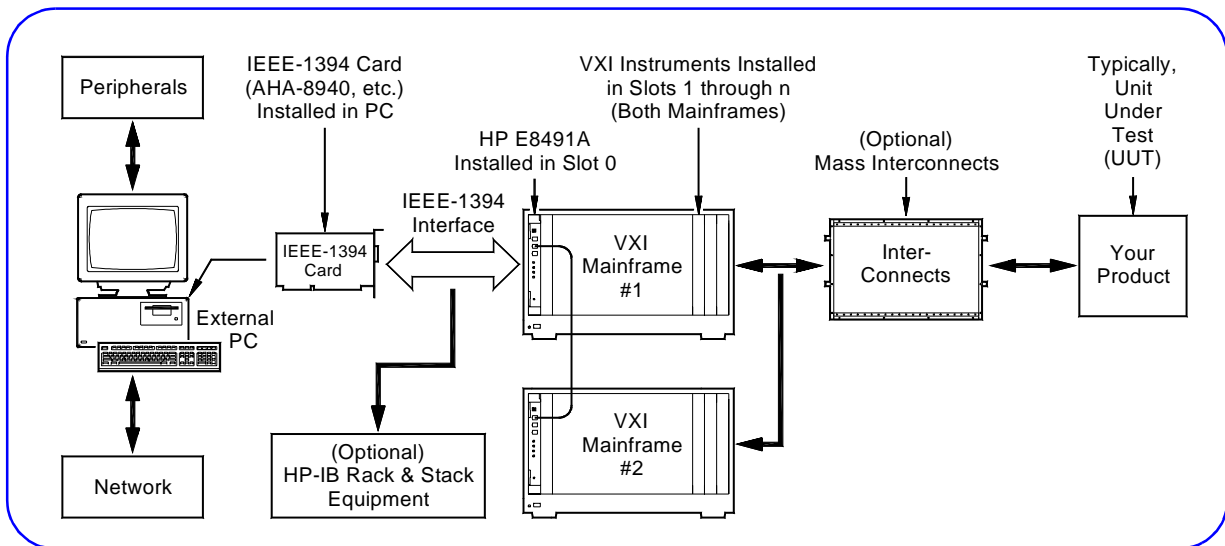 Peripherals
IEEE-1394 Card
(AHA-8940, etc.)
Installed in PC
VXI Instruments Installed
in Slots 1 through n
(Both Mainframes)
Typically,
Unit
Under
Test
(UUT)
HP E8491A
Installed in Slot 0
(Optional)
Mass Interconnects
IEEE-1394
Interface
IEEE-1394
Card
VXI
Mainframe
#1
Inter-
Connects
Your
Product
External
PC
VXI
Mainframe
#2
(Optional)
HP-IB Rack & Stack
Equipment
Network